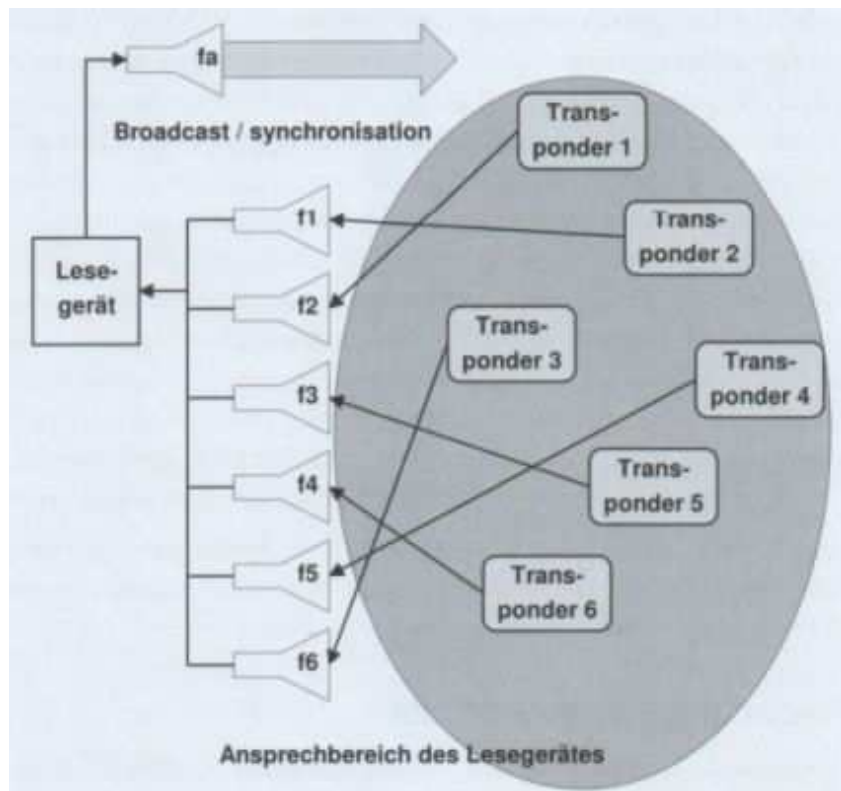 fa
Broadcast / synchronisation
Trans-
ponder 1
f1
Trans-
ponder 2
Lese-
gerät
f2
Trans-
ponder 3
f3
Trans-
ponder 4
f4
Trans-
ponder 5
f5
Trans-
ponder 6
f6
Ansprechbereich des Lesegerätes